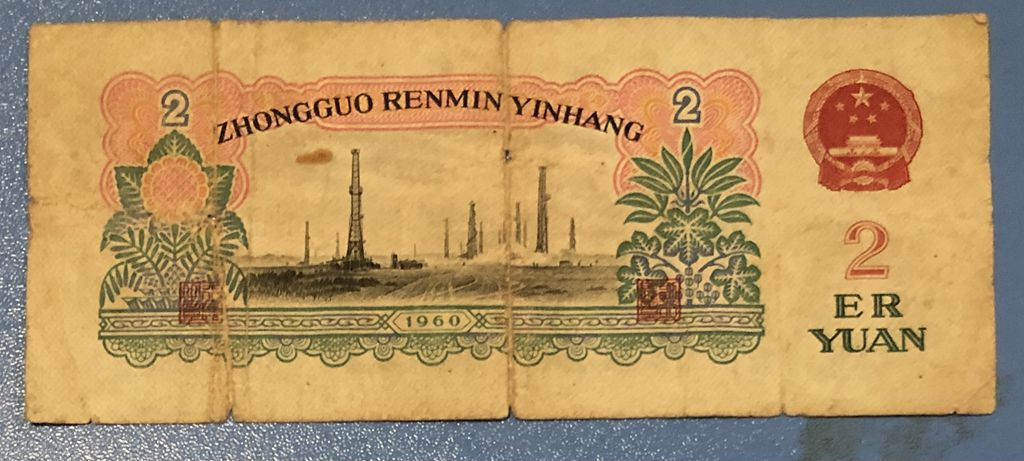 2
2
ZHONGGUO RENMIN YINHANG
1960
2
ER
YUAN